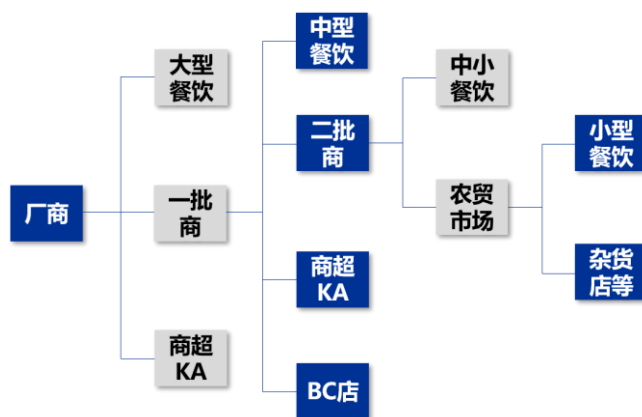 厂商
大型
餐饮
一批
商
商超
KA
中型
餐饮
二批
商
商超
KA
BC店
中小
餐饮
农贸
市场
小型
餐饮
杂货
店等